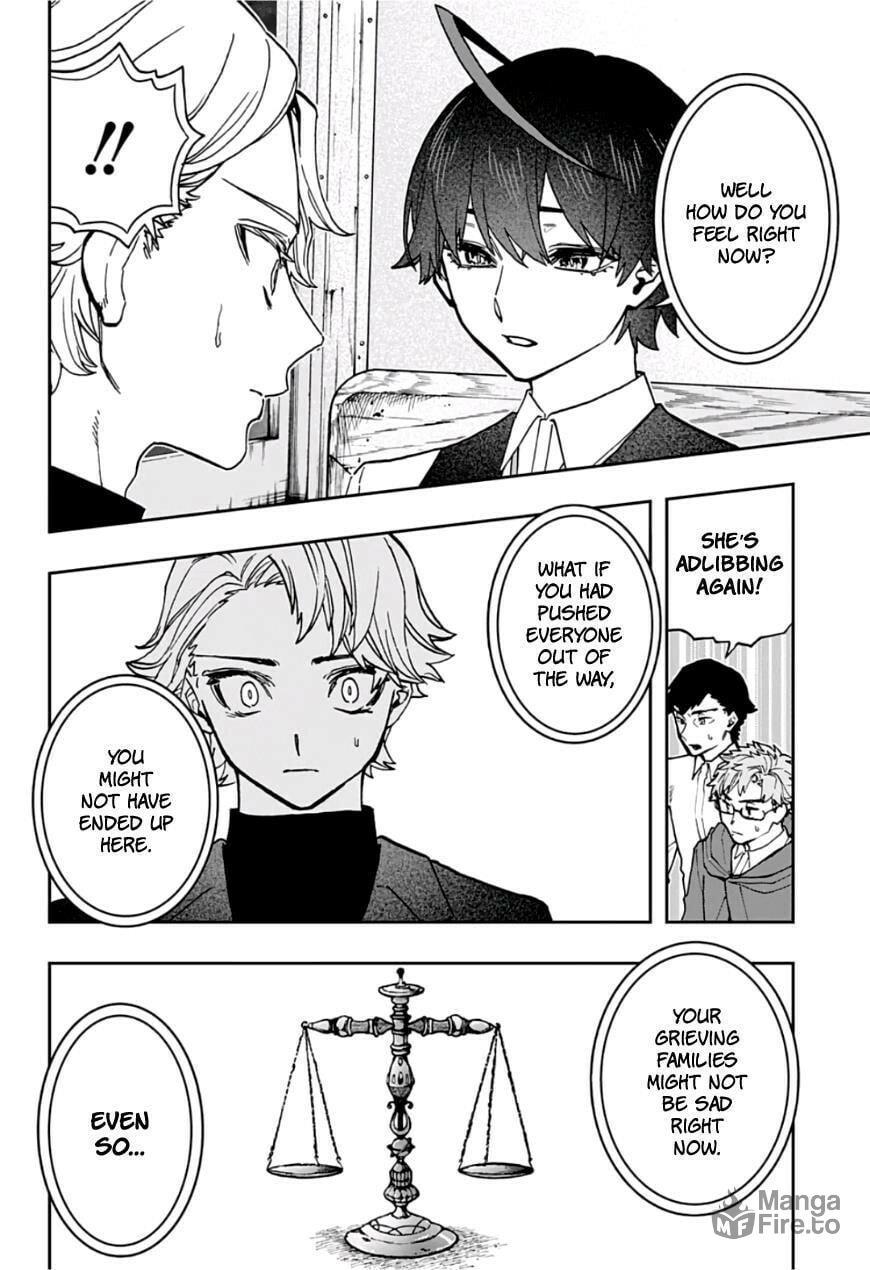 WELL
HOW DO YOU
FEEL RIGHT
NOW?
!!
SHE'S
ADLIBBING
AGAIN!
WHAT IF
YOU HAD
PUSHED
EVERYONE
OUT OF
THE WAY,
YOU
MIGHT
NOT HAVE
ENDED UP
HERE.
YOUR
GRIEVING
FAMILIES
MIGHT NOT
BE SAD
RIGHT
NOW.
EVEN
SO...
MF
Manga
Fire.to